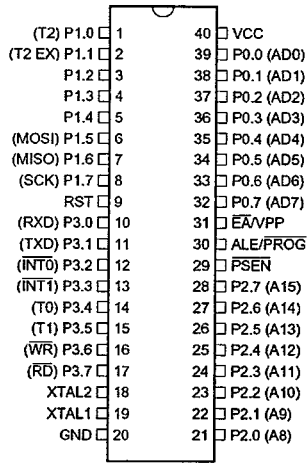 (T2) P1.0 1 40 VCC
(T2 EX) P1.1 2 39 P0.0 (AD0)
P1.2 3 38 P0.1 (AD1)
P1.3 4 37 P0.2 (AD2)
P1.4 5 36 P0.3 (AD3)
(MOSI) P1.5 6 35 P0.4 (AD4)
(MISO) P1.6 7 34 P0.5 (AD5)
(SCK) P1.7 8 33 P0.6 (AD6)
RST 9 32 P0.7 (AD7)
(RXD) P3.0 10 31 E̅A̅/VPP
(TXD) P3.1 11 30 ALE/P̅R̅O̅G̅
(I̅N̅T̅0̅) P3.2 12 29 P̅S̅E̅N̅
(I̅N̅T̅1̅) P3.3 13 28 P2.7 (A15)
(T0) P3.4 14 27 P2.6 (A14)
(T1) P3.5 15 26 P2.5 (A13)
(W̅R̅) P3.6 16 25 P2.4 (A12)
(R̅D̅) P3.7 17 24 P2.3 (A11)
XTAL2 18 23 P2.2 (A10)
XTAL1 19 22 P2.1 (A9)
GND 20 21 P2.0 (A8)